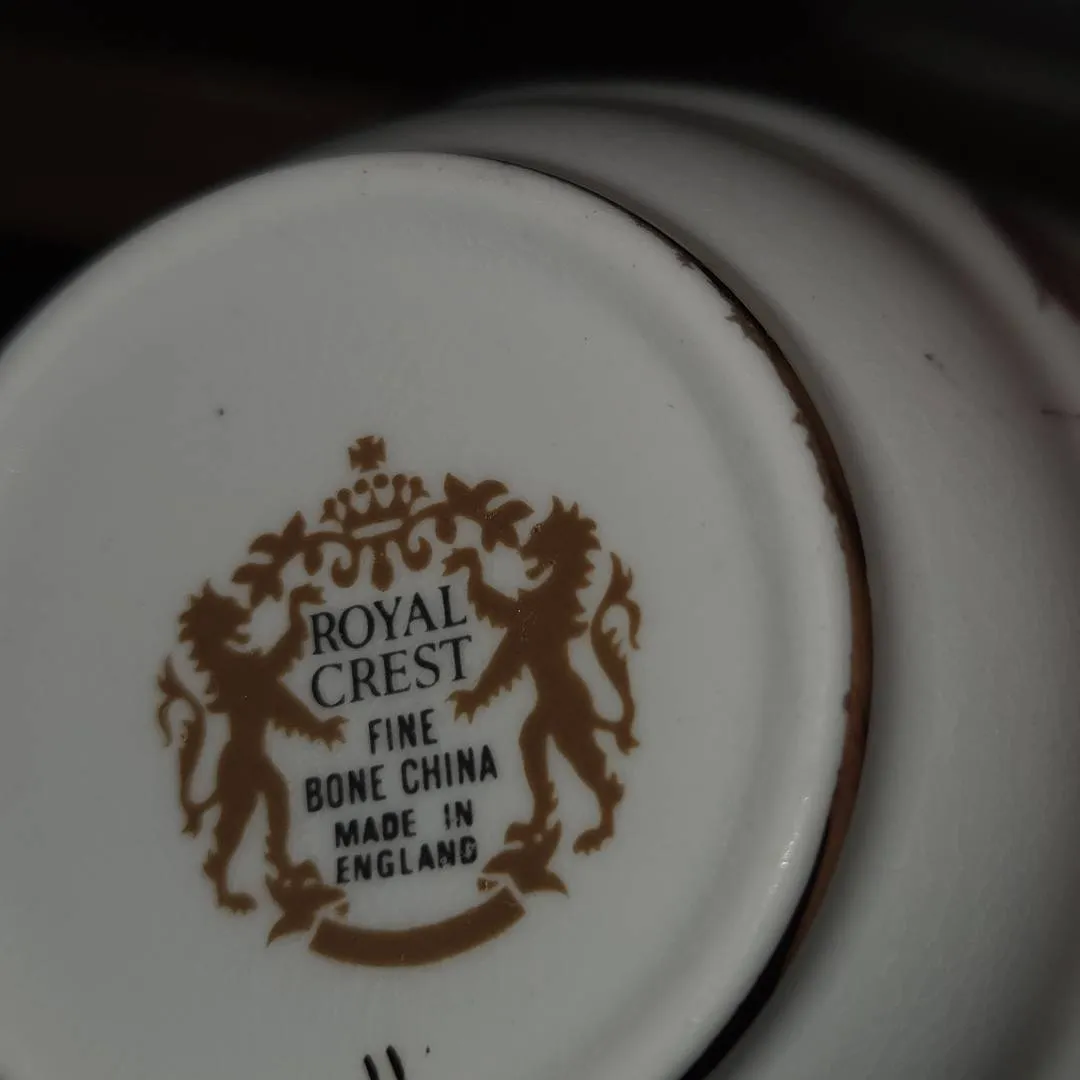 ROYAL
CREST
FINE
BONE CHINA
MADE IN
ENGLAND